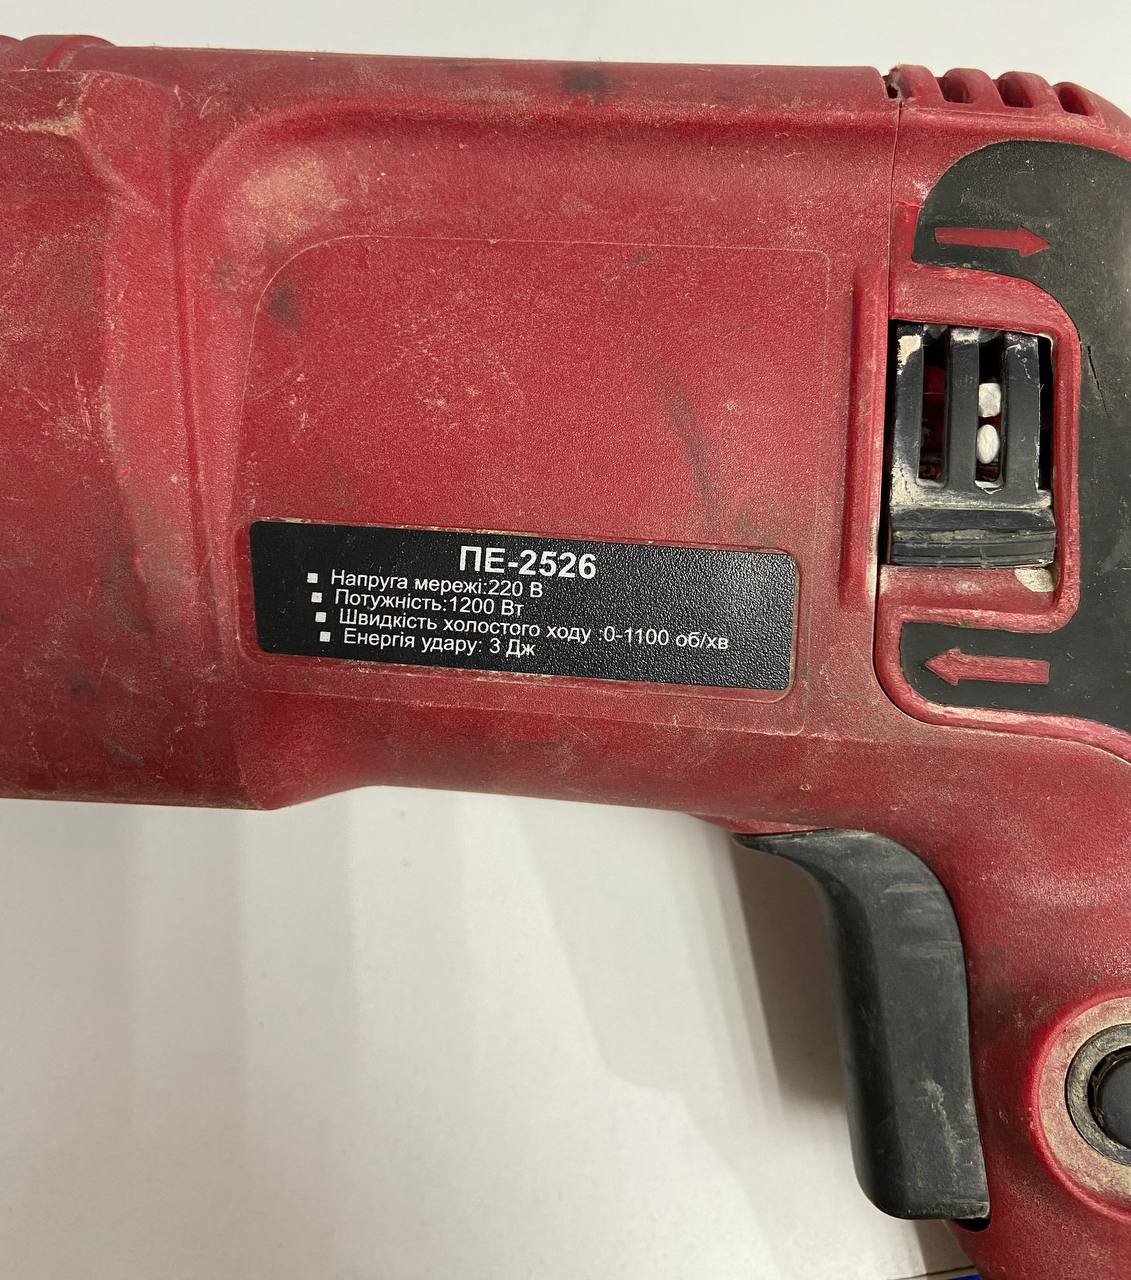 ПЕ-2526
Напруга мережі:220 В
Потужність:1200 Вт
Швидкість холостого ходу :0-1100 об/хв
Енергія удару: 3 Дж